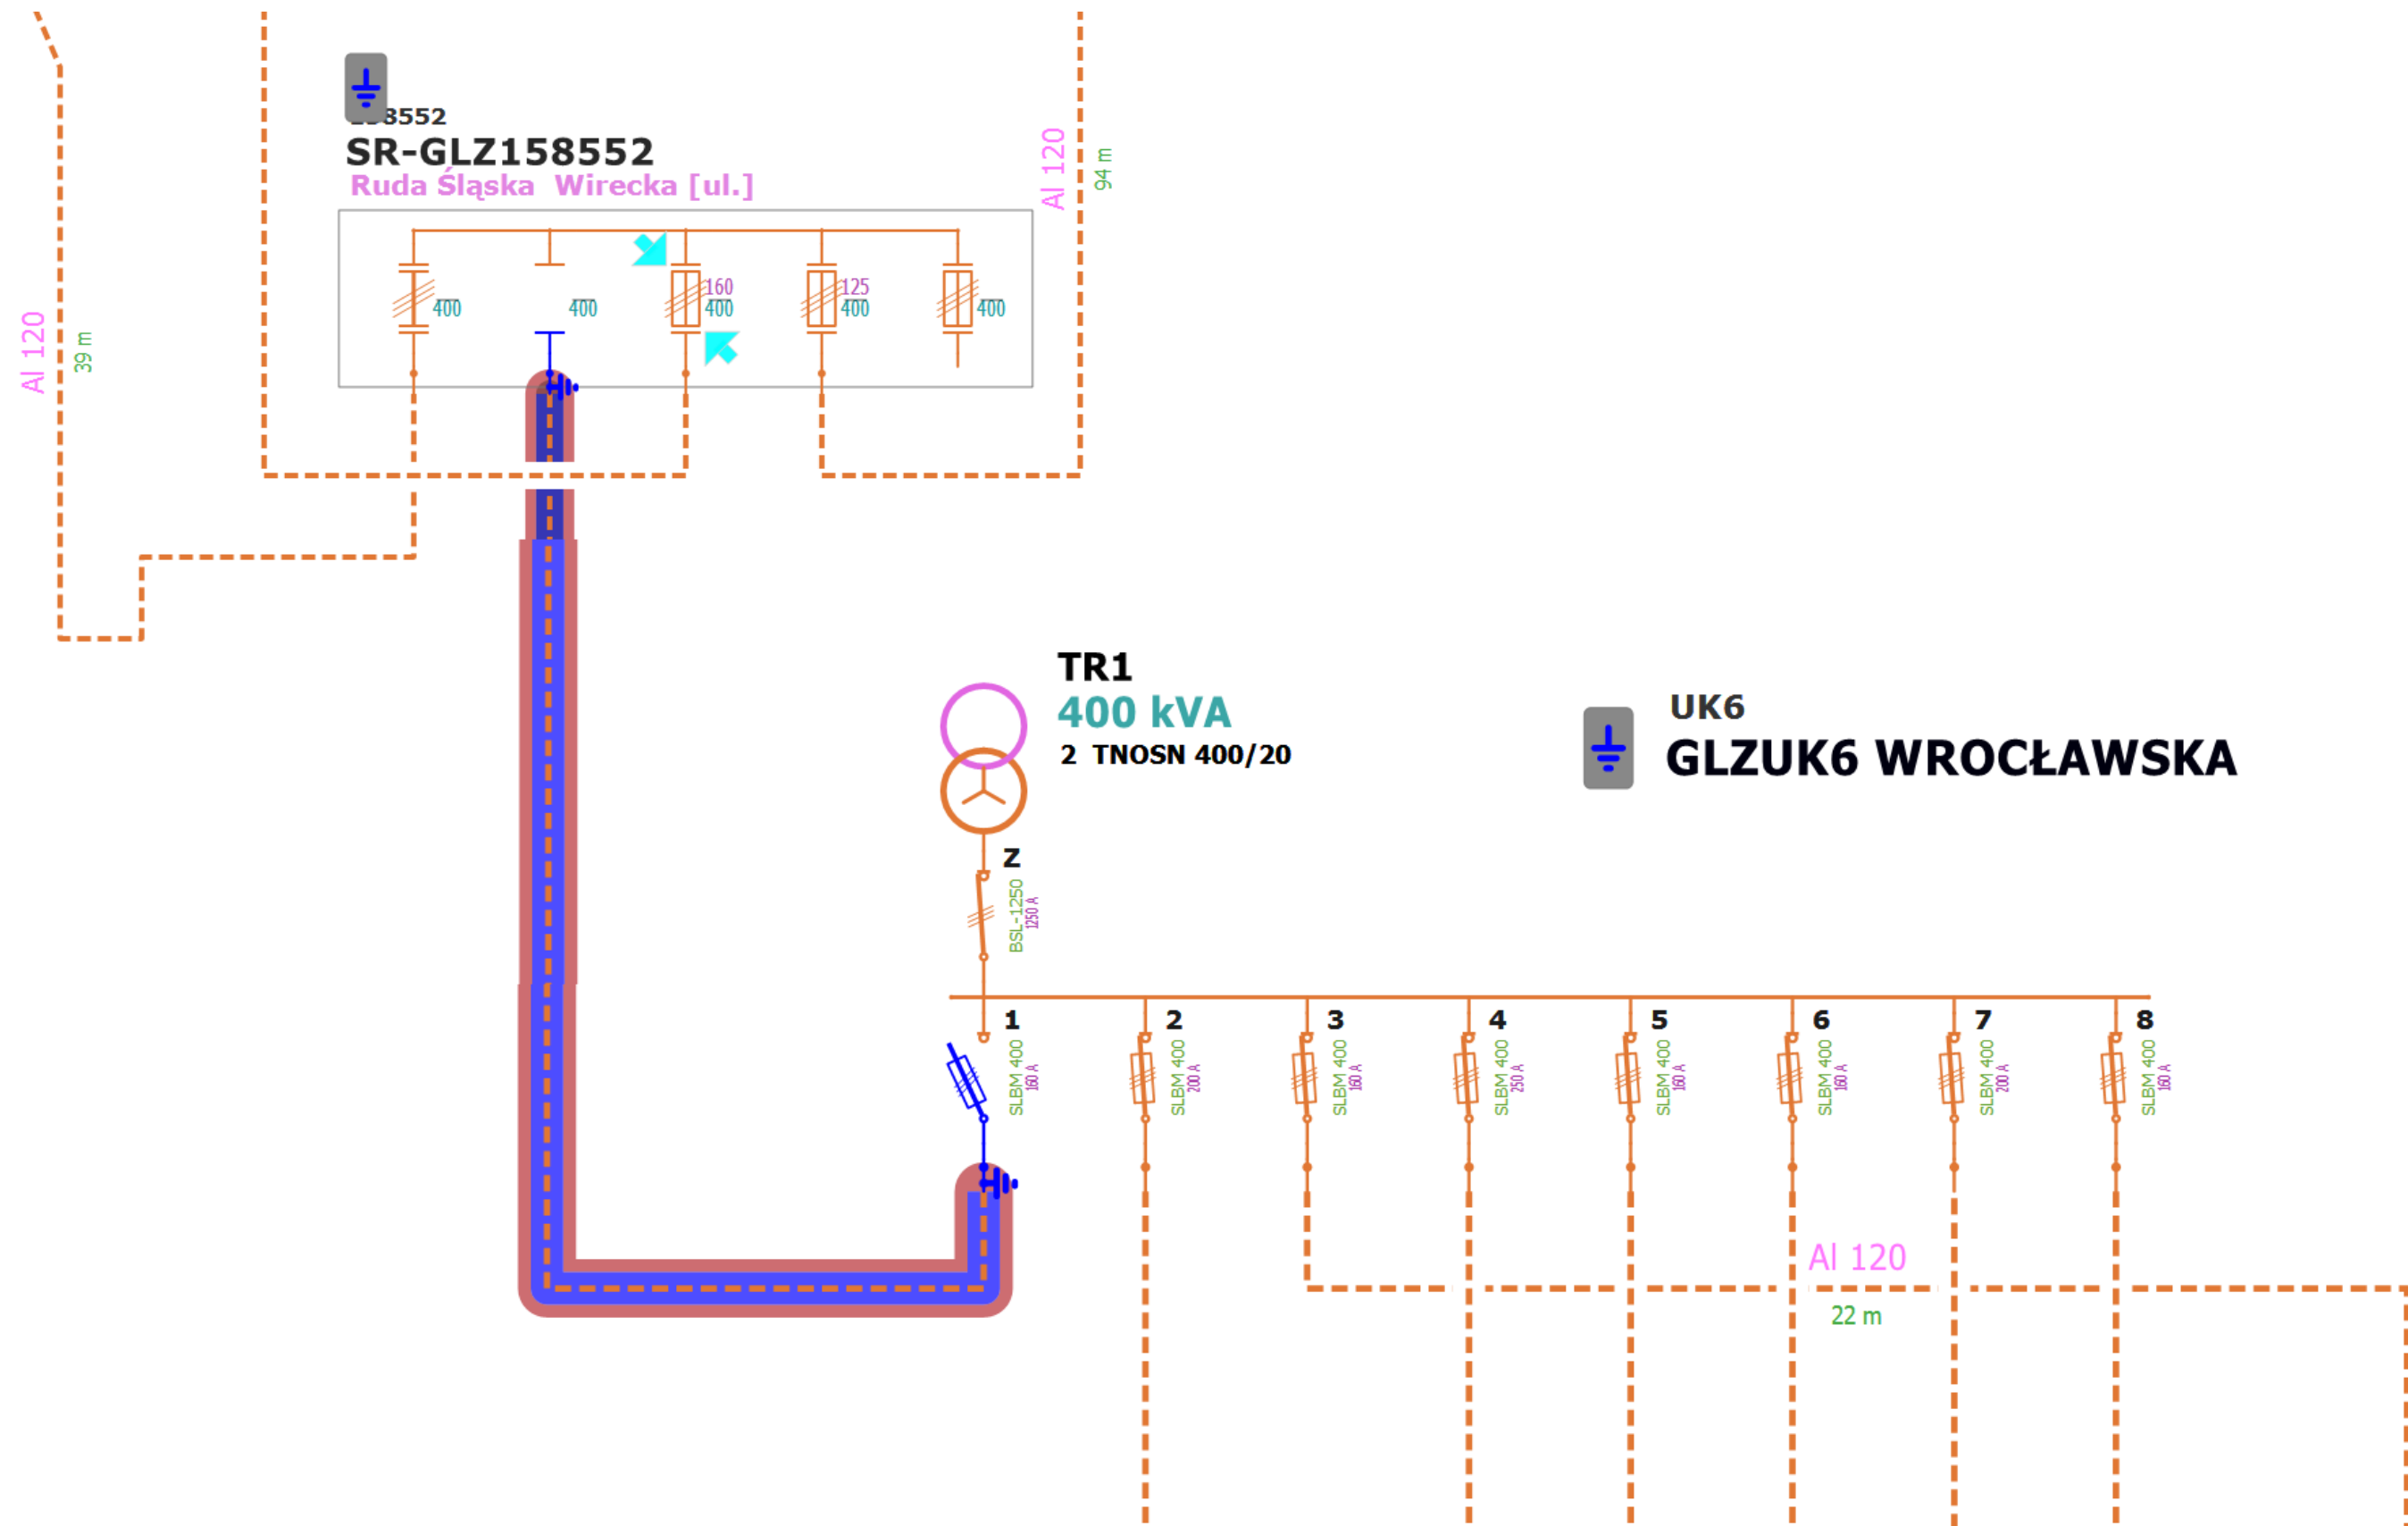 8552
SR-GLZ158552
Ruda Śląska Wirecka [ul.]
Al 120
94 m
400
400
160
400
125
400
400
Al 120
39 m
TR1
400 kVA
2 TNOSN 400/20
UK6
GLZUK6 WROCŁAWSKA
Z
BSL-1250
1250 A
1
SLBM 400
160 A
2
SLBM 400
200 A
3
SLBM 400
160 A
4
SLBM 400
250 A
5
SLBM 400
160 A
6
SLBM 400
160 A
7
SLBM 400
200 A
8
SLBM 400
160 A
Al 120
22 m